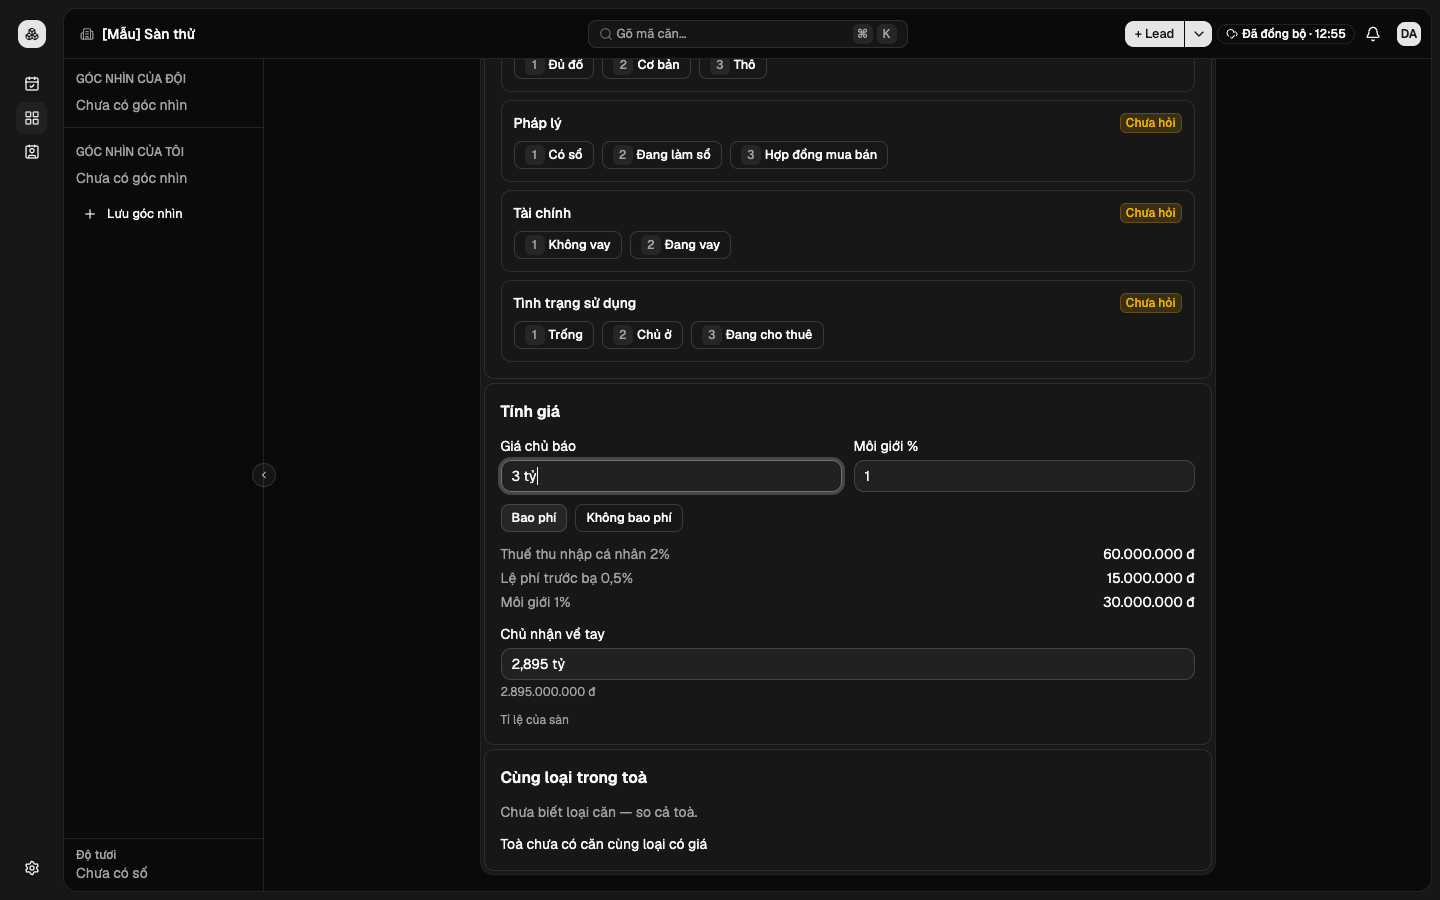 [Mẫu] Sàn thử
Gõ mã căn...
⌘ K
+ Lead
Đã đồng bộ · 12:55
DA
GÓC NHÌN CỦA ĐỘI
Chưa có góc nhìn
GÓC NHÌN CỦA TÔI
Chưa có góc nhìn
Lưu góc nhìn
Độ tươi
Chưa có số
1 Đủ đồ 2 Cơ bản 3 Thô
Pháp lý Chưa hỏi
1 Có sổ 2 Đang làm sổ 3 Hợp đồng mua bán
Tài chính Chưa hỏi
1 Không vay 2 Đang vay
Tình trạng sử dụng Chưa hỏi
1 Trống 2 Chủ ở 3 Đang cho thuê
Tính giá
Giá chủ báo Môi giới %
3 tỷ 1
Bao phí Không bao phí
Thuế thu nhập cá nhân 2% 60.000.000 đ
Lệ phí trước bạ 0,5% 15.000.000 đ
Môi giới 1% 30.000.000 đ
Chủ nhận về tay
2,895 tỷ
2.895.000.000 đ
Tỉ lệ của sàn
Cùng loại trong toà
Chưa biết loại căn — so cả toà.
Toà chưa có căn cùng loại có giá